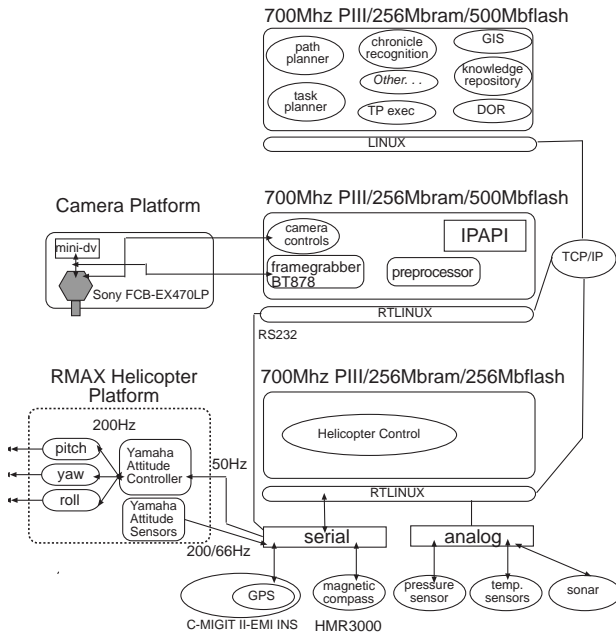 700Mhz PIII/256Mbram/500Mbflash
path
planner
chronicle
recognition
GIS
Other. . .
knowledge
repository
task
planner
TP exec
DOR
LINUX
Camera Platform
700Mhz PIII/256Mbram/500Mbflash
mini-dv
Sony FCB-EX470LP
camera
controls
IPAPI
framegrabber
BT878
preprocessor
TCP/IP
RTLINUX
RS232
RMAX Helicopter
Platform
700Mhz PIII/256Mbram/256Mbflash
200Hz
pitch
yaw
roll
Yamaha
Attitude
Controller
50Hz
Helicopter Control
Yamaha
Attitude
Sensors
RTLINUX
200/66Hz
serial
analog
GPS
C-MIGIT II-EMI INS
magnetic
compass
HMR3000
pressure
sensor
temp.
sensors
sonar